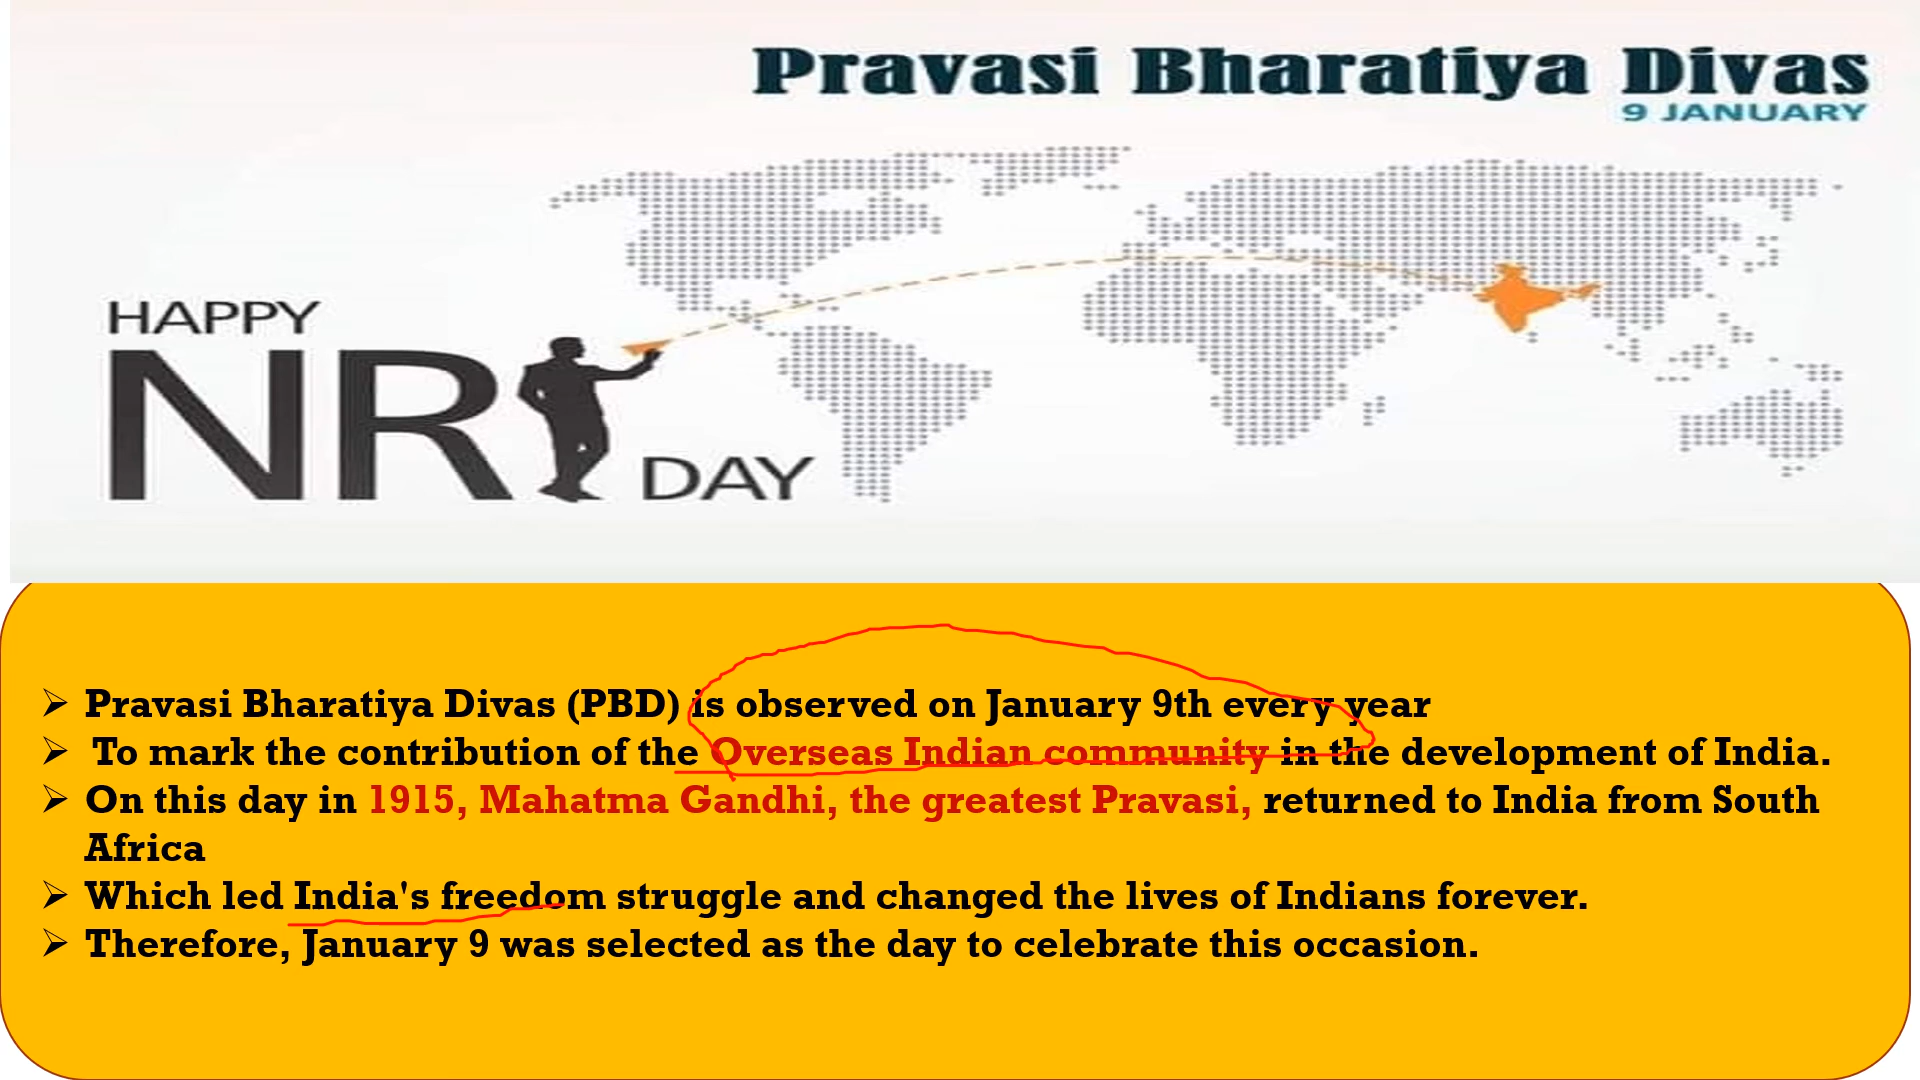 Pravasi Bharatiya Divas
9 JANUARY
HAPPY
NRI
DAY
➢ Pravasi Bharatiya Divas (PBD) is observed on January 9th every year
➢ To mark the contribution of the Overseas Indian community in the development of India.
➢ On this day in 1915, Mahatma Gandhi, the greatest Pravasi, returned to India from South
Africa
➢ Which led India's freedom struggle and changed the lives of Indians forever.
➢ Therefore, January 9 was selected as the day to celebrate this occasion.